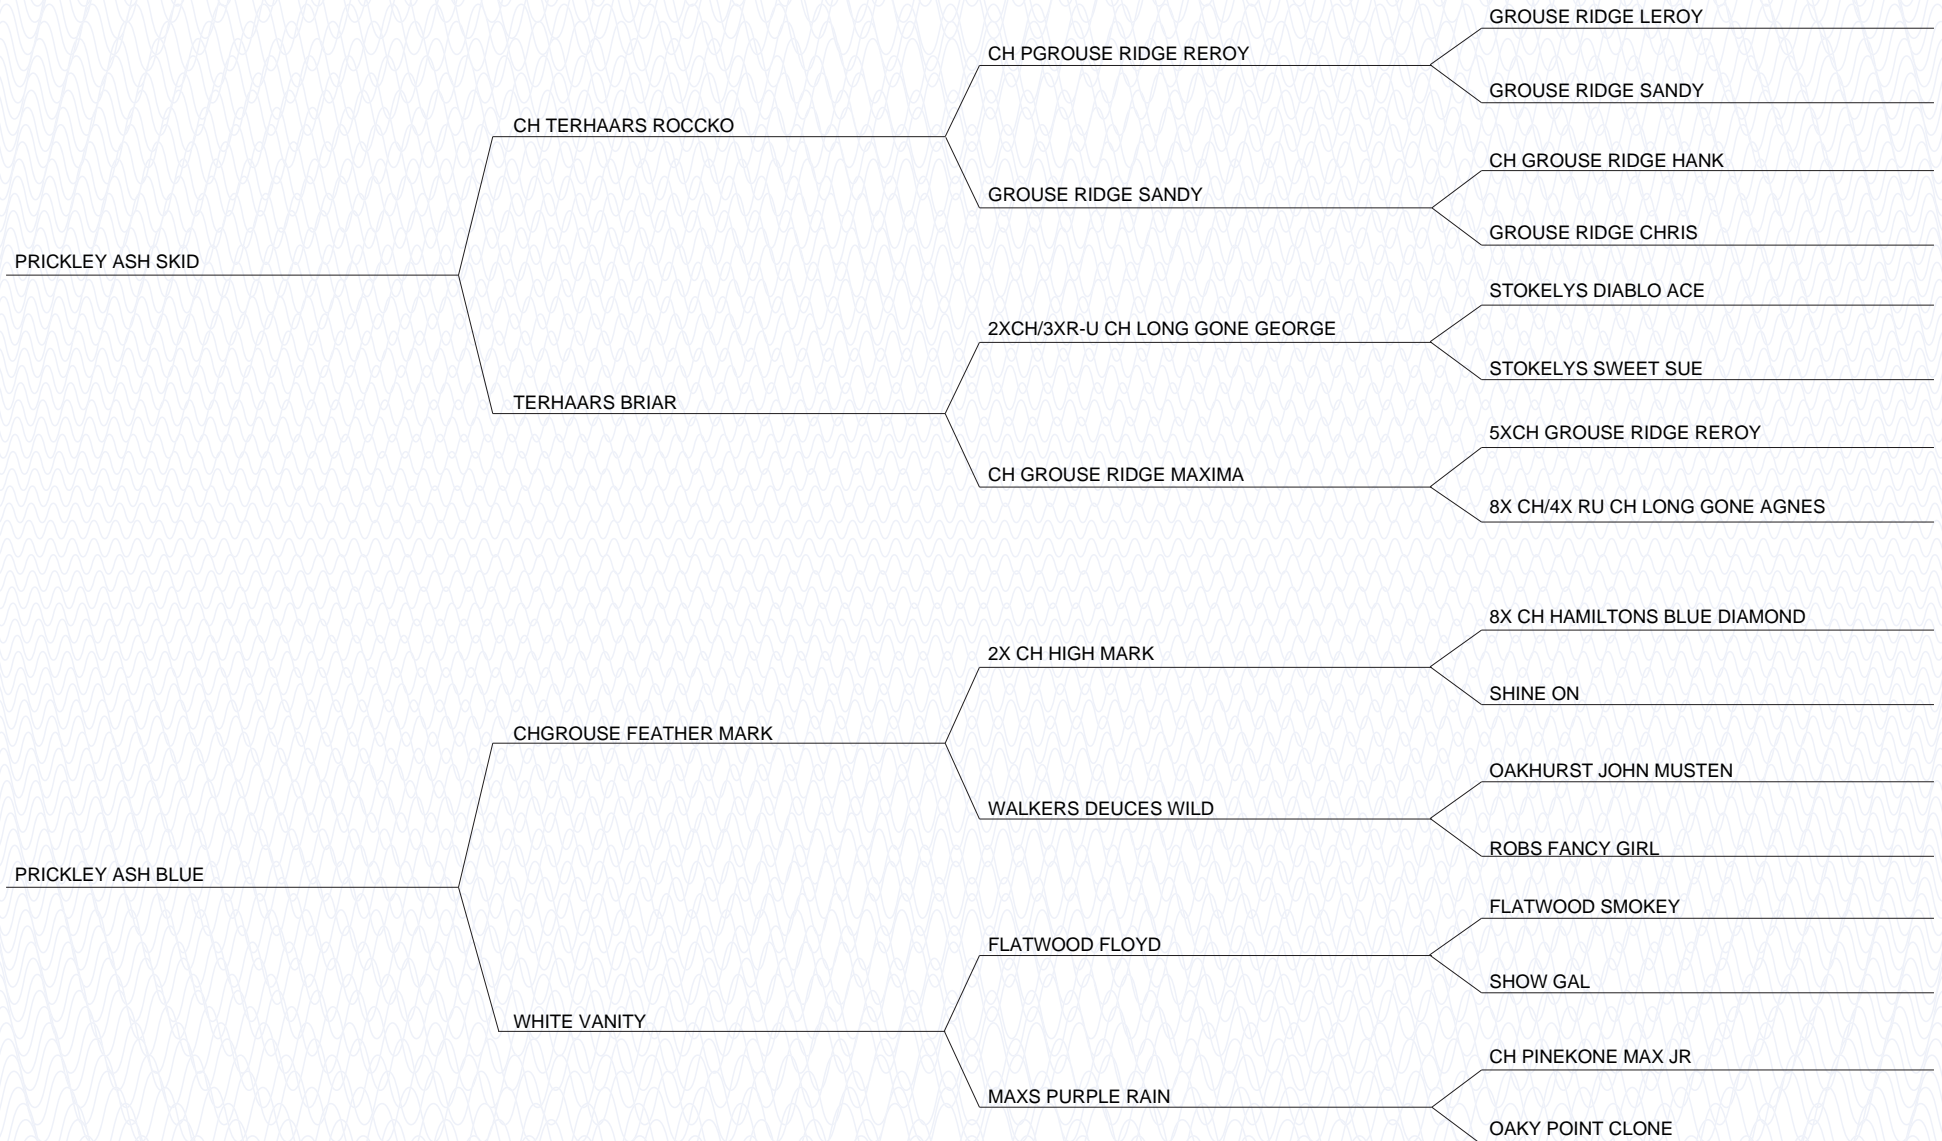 GROUSE RIDGE LEROY
CH PGROUSE RIDGE REROY
GROUSE RIDGE SANDY
CH TERHAARS ROCCKO
CH GROUSE RIDGE HANK
GROUSE RIDGE SANDY
GROUSE RIDGE CHRIS
PRICKLEY ASH SKID
STOKELYS DIABLO ACE
2XCH/3XR-U CH LONG GONE GEORGE
STOKELYS SWEET SUE
TERHAARS BRIAR
5XCH GROUSE RIDGE REROY
CH GROUSE RIDGE MAXIMA
8X CH/4X RU CH LONG GONE AGNES
8X CH HAMILTONS BLUE DIAMOND
2X CH HIGH MARK
SHINE ON
CHGROUSE FEATHER MARK
OAKHURST JOHN MUSTEN
WALKERS DEUCES WILD
ROBS FANCY GIRL
PRICKLEY ASH BLUE
FLATWOOD SMOKEY
FLATWOOD FLOYD
SHOW GAL
WHITE VANITY
CH PINEKONE MAX JR
MAXS PURPLE RAIN
OAKY POINT CLONE